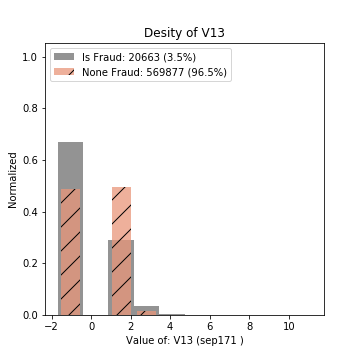 Desity of V13
Is Fraud: 20663 (3.5%)
None Fraud: 569877 (96.5%)
Normalized
1.0
0.8
0.6
0.4
0.2
0.0
−2 0 2 4 6 8 10
Value of: V13 (sep171 )